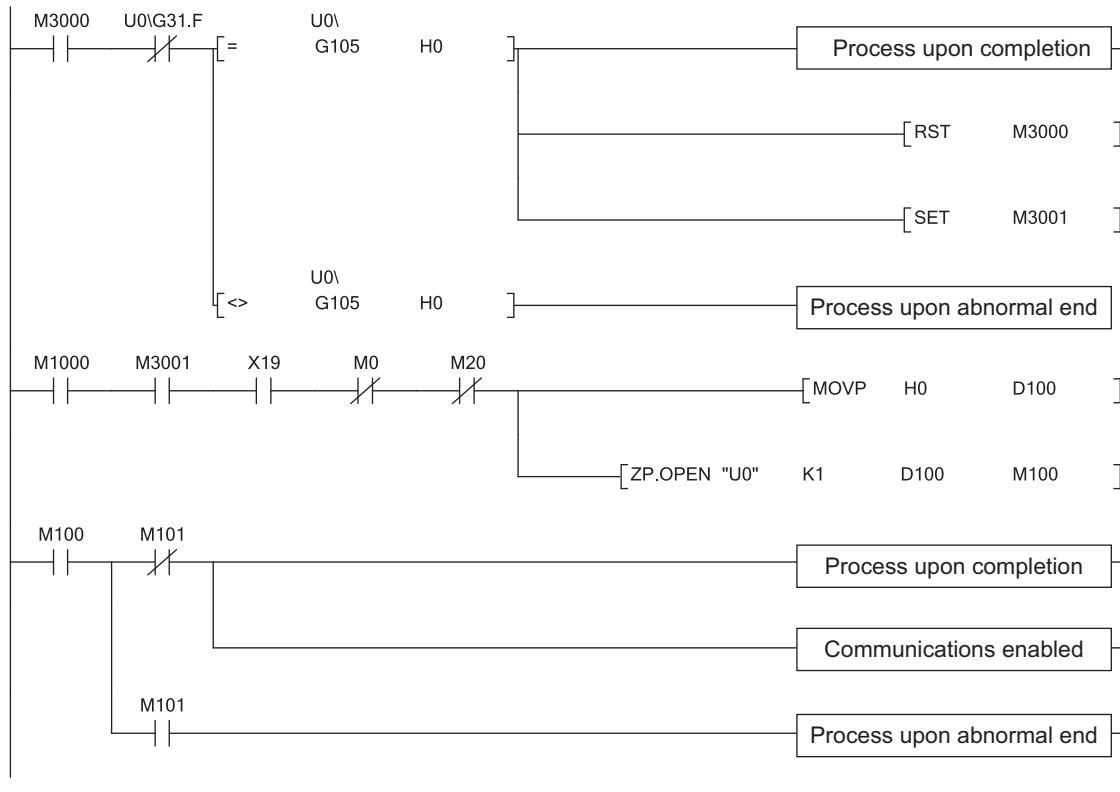 M3000 U0\G31.F U0\
= G105 H0 Process upon completion
RST M3000
SET M3001
U0\
<> G105 H0 Process upon abnormal end
M1000 M3001 X19 M0 M20
MOVP H0 D100
ZP.OPEN "U0" K1 D100 M100
M100 M101
Process upon completion
Communications enabled
M101
Process upon abnormal end